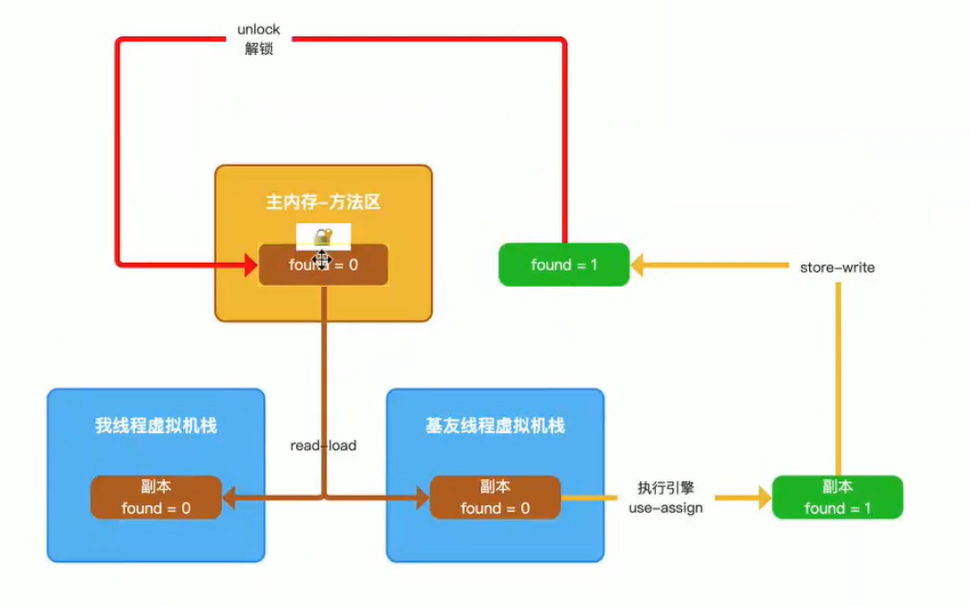 unlock
解锁
主内存-方法区
found = 0
found = 1
store-write
我线程虚拟机栈
基友线程虚拟机栈
read-load
副本
found = 0
副本
found = 0
执行引擎
use-assign
副本
found = 1